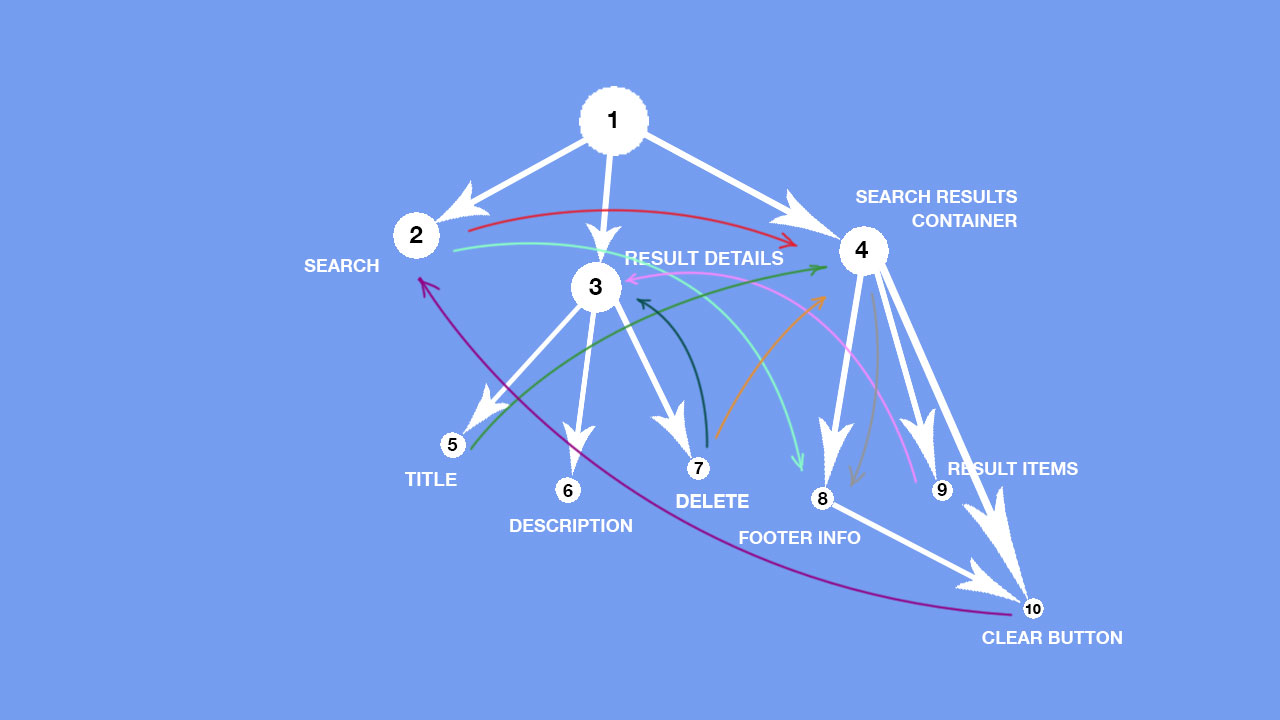 1
SEARCH RESULTS
CONTAINER
2
4
SEARCH
RESULT DETAILS
3
5
7
RESULT ITEMS
TITLE
6
9
8
DELETE
DESCRIPTION
FOOTER INFO
10
CLEAR BUTTON